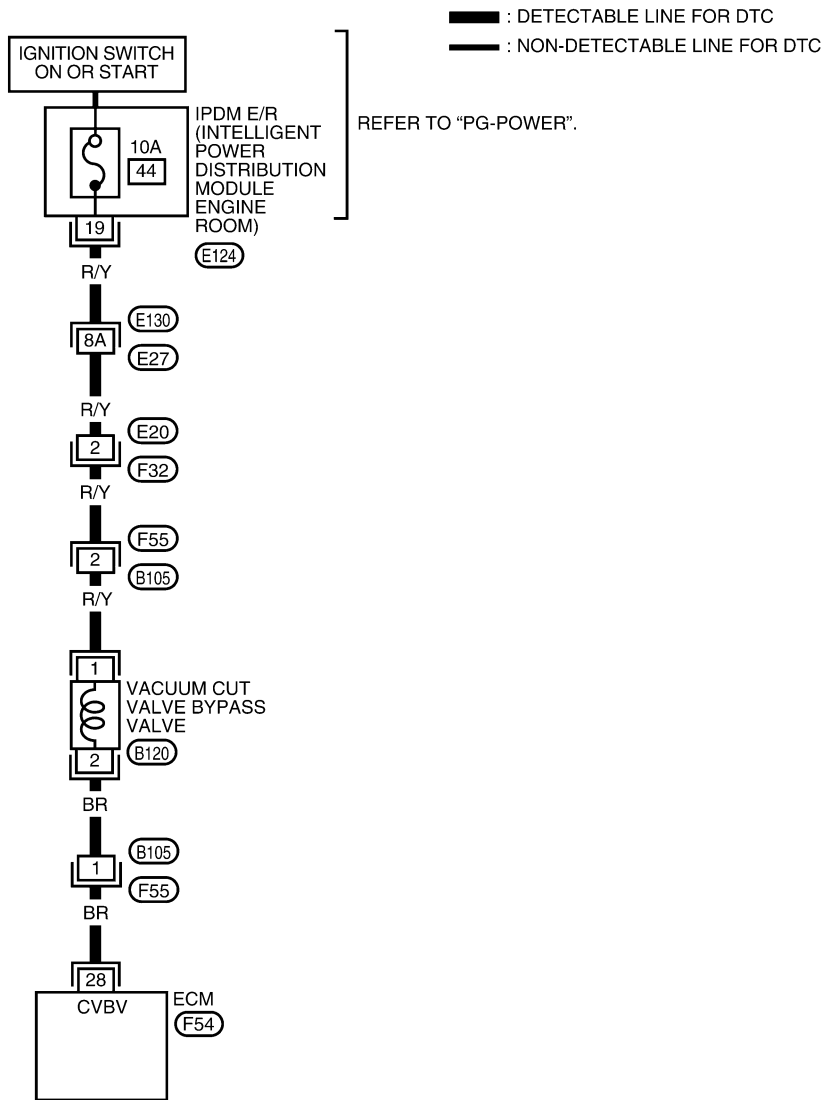 : DETECTABLE LINE FOR DTC
: NON-DETECTABLE LINE FOR DTC
IGNITION SWITCH
ON OR START
IPDM E/R
(INTELLIGENT
POWER
DISTRIBUTION
MODULE
ENGINE
ROOM)
REFER TO “PG-POWER”.
10A
44
19
E124
R/Y
E130
8A
E27
R/Y
E20
2
F32
R/Y
F55
2
B105
R/Y
1
VACUUM CUT
VALVE BYPASS
VALVE
2
B120
BR
B105
1
F55
BR
28
CVBV
ECM
F54